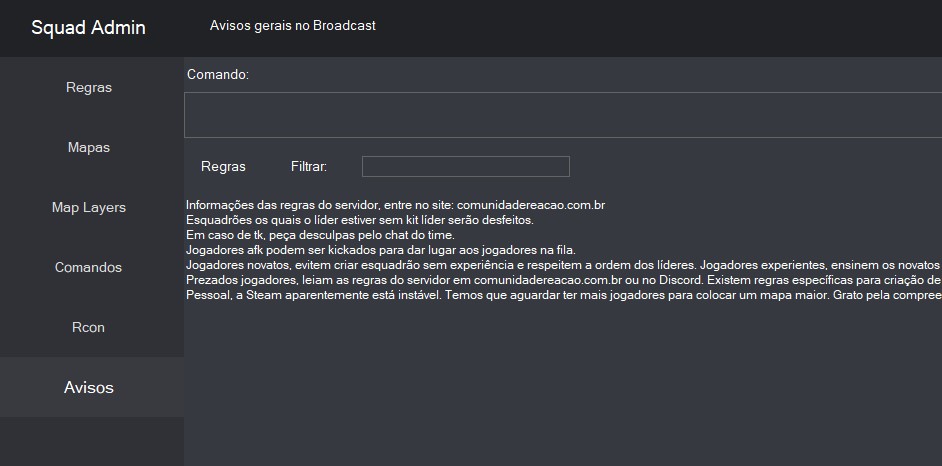 Squad Admin
Avisos gerais no Broadcast
Regras
Mapas
Map Layers
Comandos
Rcon
Avisos
Comando:
Regras
Filtrar:
Informações das regras do servidor, entre no site: comunidadereacao.com.br
Esquadrões os quais o líder estiver sem kit líder serão desfeitos.
Em caso de tk, peça desculpas pelo chat do time.
Jogadores afk podem ser kickados para dar lugar aos jogadores na fila.
Jogadores novatos, evitem criar esquadrão sem experiência e respeitem a ordem dos líderes. Jogadores experientes, ensinem os novatos
Prezados jogadores, leiam as regras do servidor em comunidadereacao.com.br ou no Discord. Existem regras específicas para criação de
Pessoal, a Steam aparentemente está instável. Temos que aguardar ter mais jogadores para colocar um mapa maior. Grato pela compree